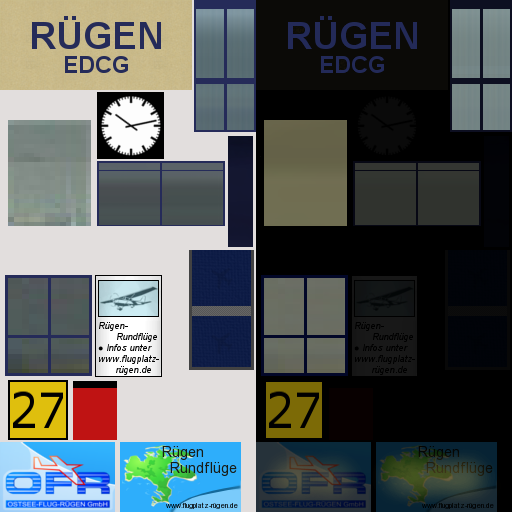 RÜGEN
EDCG
RÜGEN
EDCG
Rügen-
Rundflüge
• Infos unter
www.flugplatz-
rügen.de
Rügen-
Rundflüge
• Infos unter
www.flugplatz-
rügen.de
27
27
OFR
OSTSEE-FLUG-RÜGEN GmbH
Rügen
Rundflüge
www.flugplatz-rügen.de
OFR
OSTSEE-FLUG-RÜGEN GmbH
Rügen
Rundflüge
www.flugplatz-rügen.de